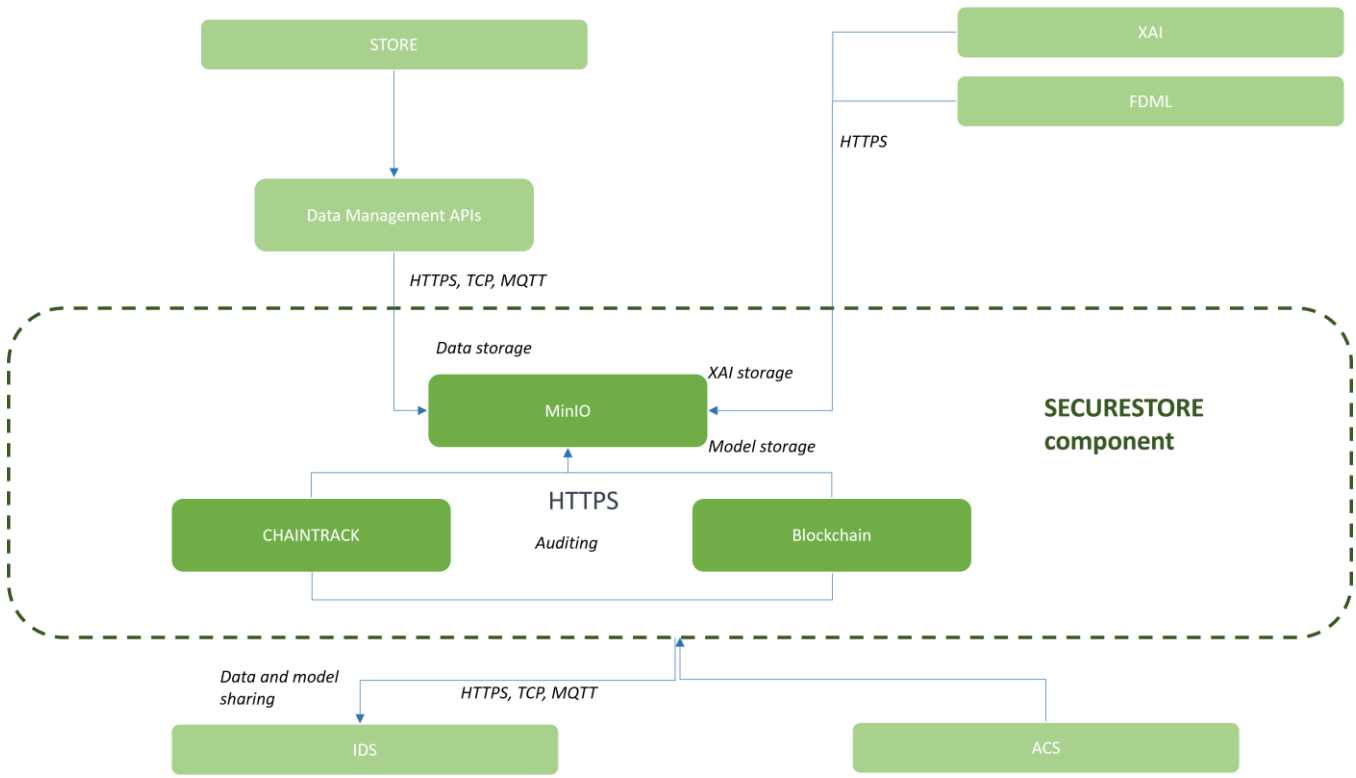 STORE
XAI
FDML
HTTPS
Data Management APIs
HTTPS, TCP, MQTT
Data storage
XAI storage
MinIO
SECURESTORE
component
Model storage
HTTPS
CHAINTRACK
Auditing
Blockchain
Data and model
sharing
HTTPS, TCP, MQTT
IDS
ACS